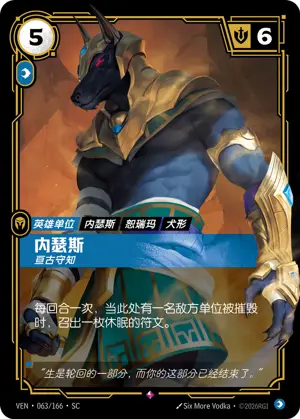 5
6
英雄单位 内瑟斯 恕瑞玛 犬形
内瑟斯
亘古守知
每回合一次，当此处有一名敌方单位被摧毁
时，召出一枚休眠的符文。
“生是轮回的一部分，而你的这部分已经结束了。”
VEN • 063/166 • SC
Six More Vodka • ©2026RGI